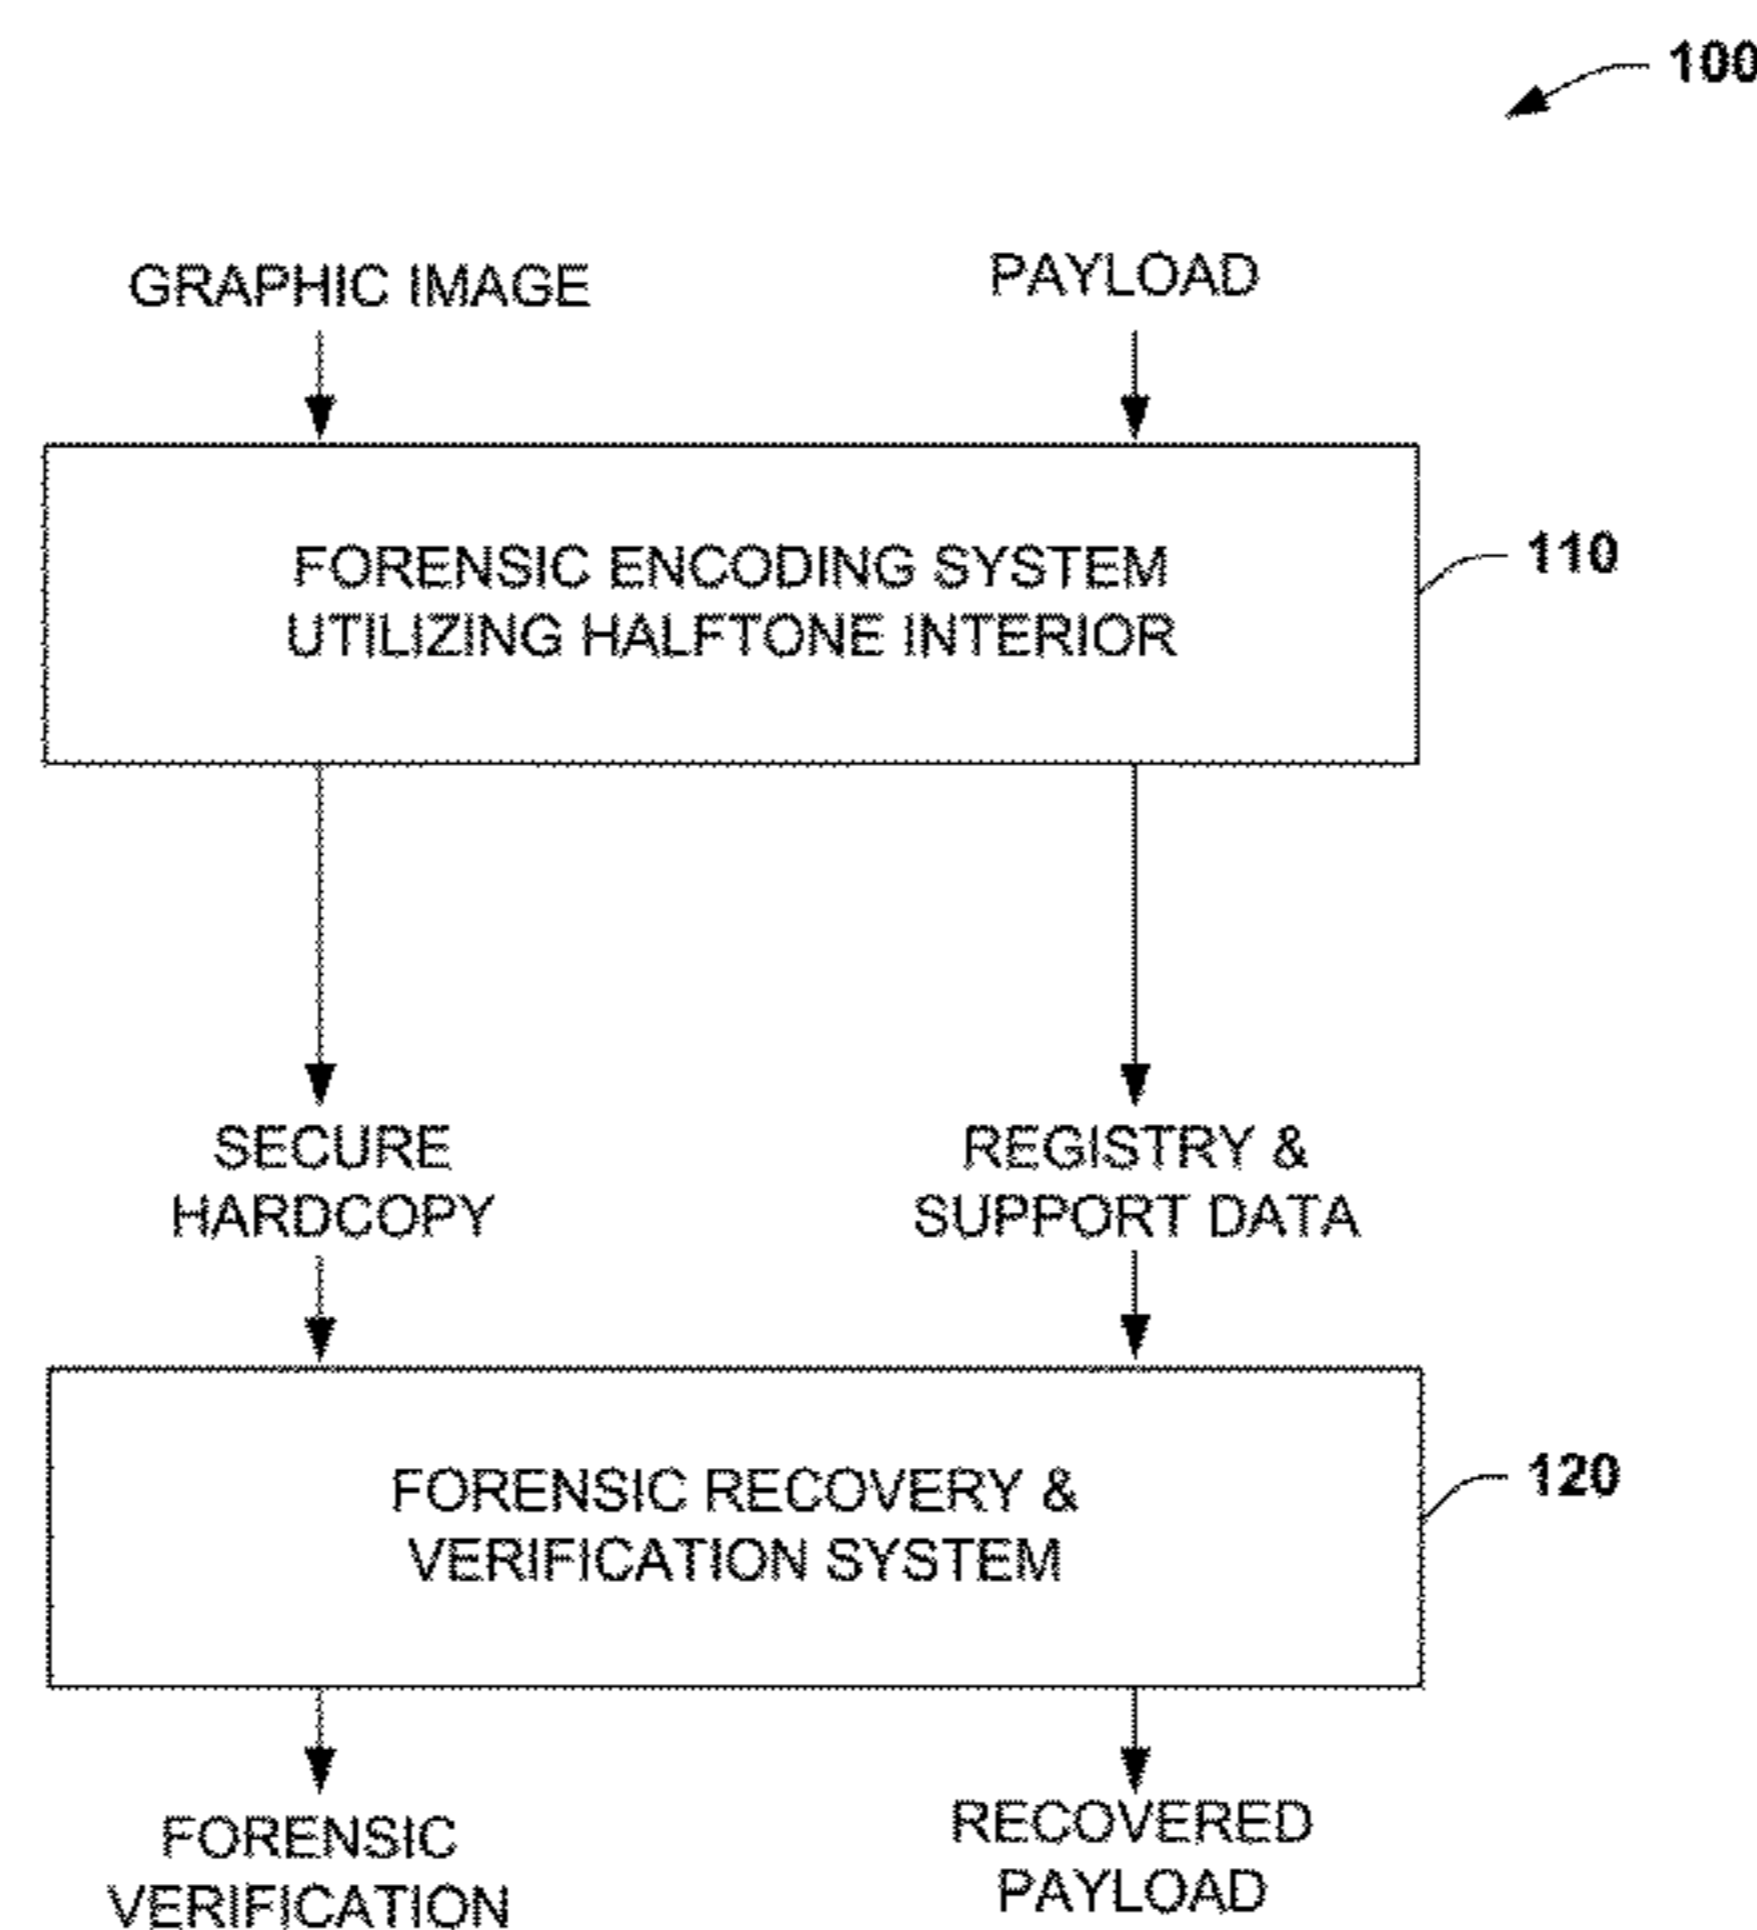 100
GRAPHIC IMAGE
PAYLOAD
FORENSIC ENCODING SYSTEM
UTILIZING HALFTONE INTERIOR
110
SECURE
HARDCOPY
REGISTRY &
SUPPORT DATA
FORENSIC RECOVERY &
VERIFICATION SYSTEM
120
FORENSIC
VERIFICATION
RECOVERED
PAYLOAD